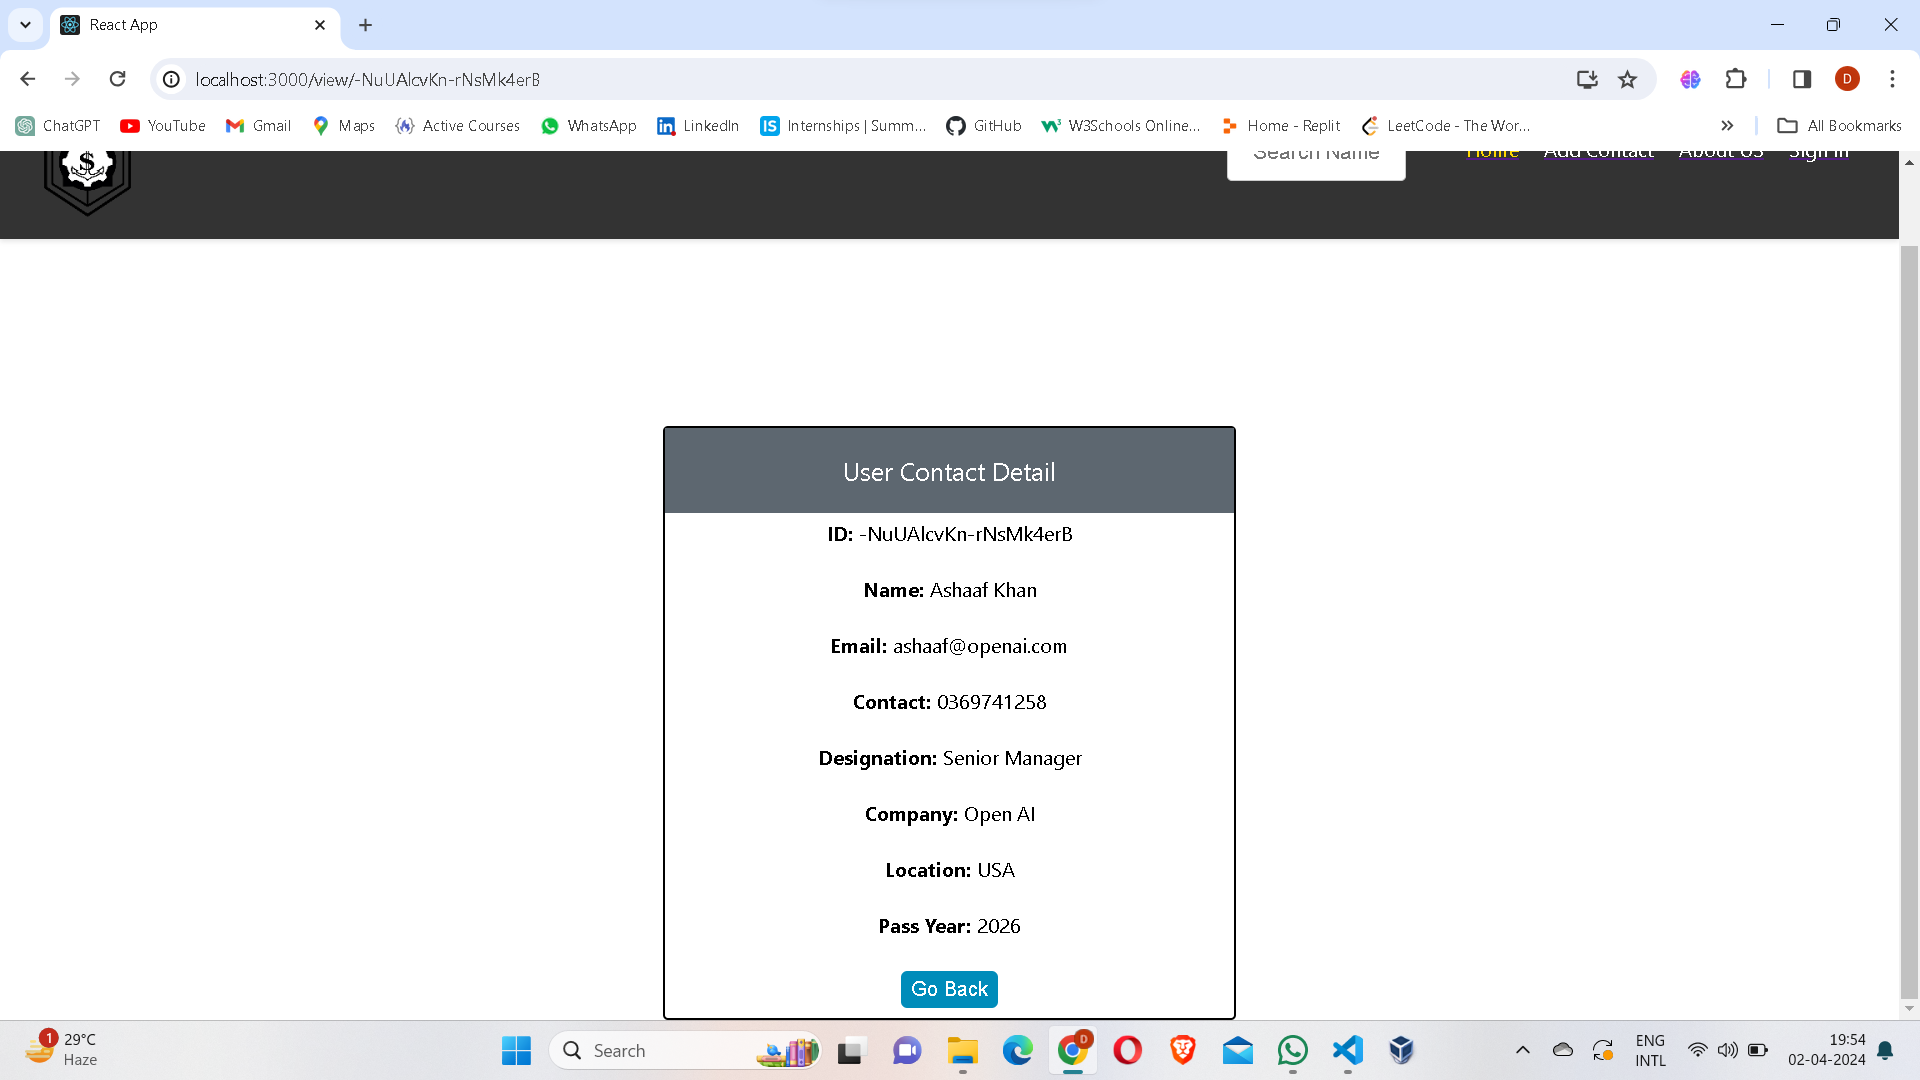 React App
localhost:3000/view/-NuUAlcvKn-rNsMk4erB
D
ChatGPT YouTube Gmail Maps Active Courses WhatsApp LinkedIn Internships | Summ... GitHub W3Schools Online... Home - Replit LeetCode - The Wor... All Bookmarks
$
Search Name Home Add Contact About US Sign In
User Contact Detail
ID: -NuUAlcvKn-rNsMk4erB
Name: Ashaaf Khan
Email: ashaaf@openai.com
Contact: 0369741258
Designation: Senior Manager
Company: Open AI
Location: USA
Pass Year: 2026
Go Back
1 29°C
Haze
Search
D
ENG
INTL
19:54
02-04-2024